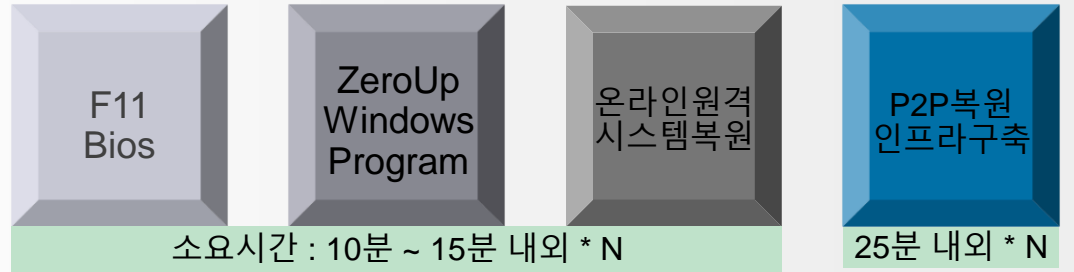 F11
Bios
ZeroUp
Windows
Program
온라인원격
시스템복원
P2P복원
인프라구축
소요시간 : 10분 ~ 15분 내외 * N
25분 내외 * N